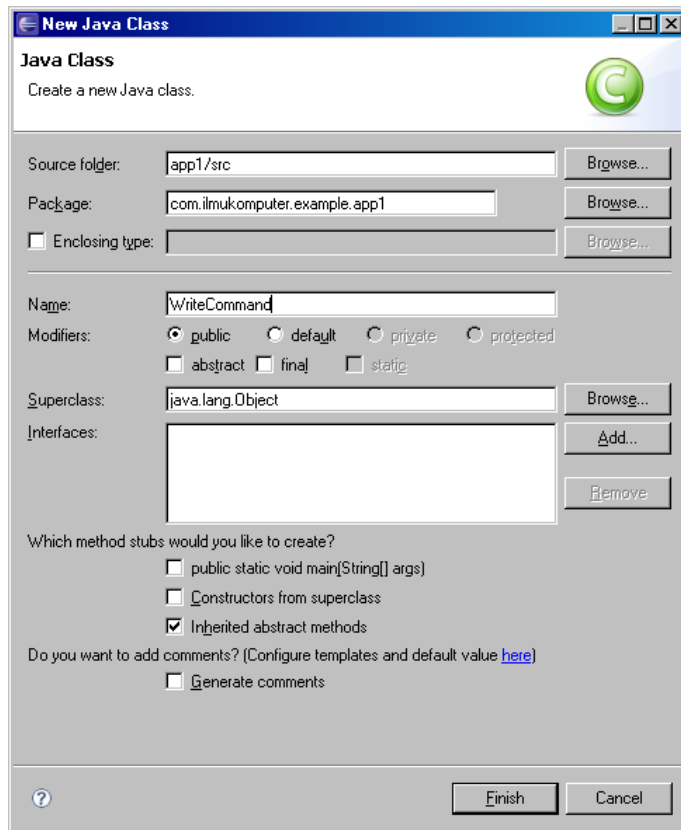 New Java Class
Java Class
Create a new Java class.
C
Source folder: app1/src Browse...
Package: com.ilmukomputer.example.app1 Browse...
Enclosing type: Browse...
Name: WriteCommand
Modifiers: public default private protected
abstract final static
Superclass: java.lang.Object Browse...
Interfaces: Add...
Remove
Which method stubs would you like to create?
public static void main(String[] args)
Constructors from superclass
Inherited abstract methods
Do you want to add comments? (Configure templates and default value here)
Generate comments
? Finish Cancel